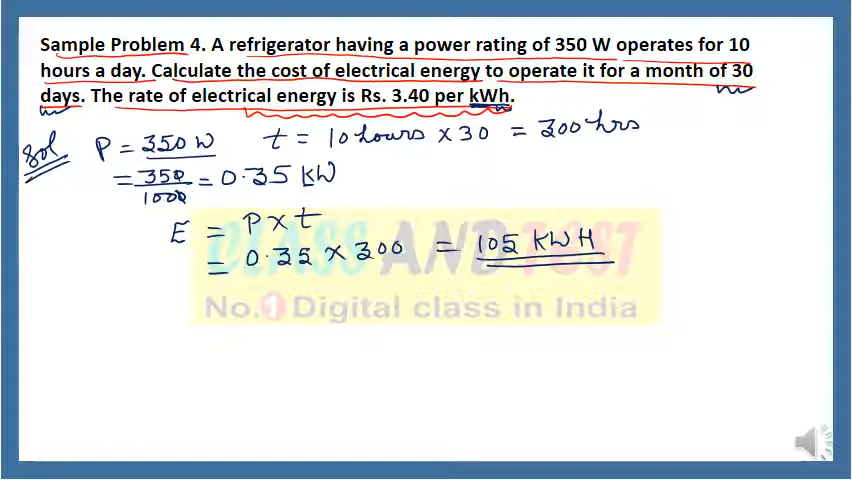 Sample Problem 4. A refrigerator having a power rating of 350 W operates for 10
hours a day. Calculate the cost of electrical energy to operate it for a month of 30
days. The rate of electrical energy is Rs. 3.40 per kWh.
Sol P = 350 W t = 10 hours × 30 = 300 hrs
= 350/1000 = 0.35 KW
E = P × t
= 0.35 × 300 = 105 KWH
CLASS AND TEST
No.1 Digital class in India